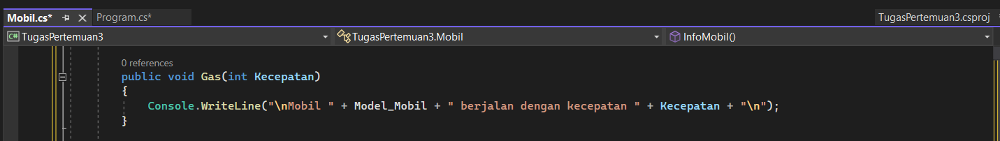 Mobil.cs* Program.cs* TugasPertemuan3.csproj
TugasPertemuan3 TugasPertemuan3.Mobil InfoMobil()
0 references
public void Gas(int Kecepatan)
{
Console.WriteLine("\nMobil " + Model_Mobil + " berjalan dengan kecepatan " + Kecepatan + "\n");
}